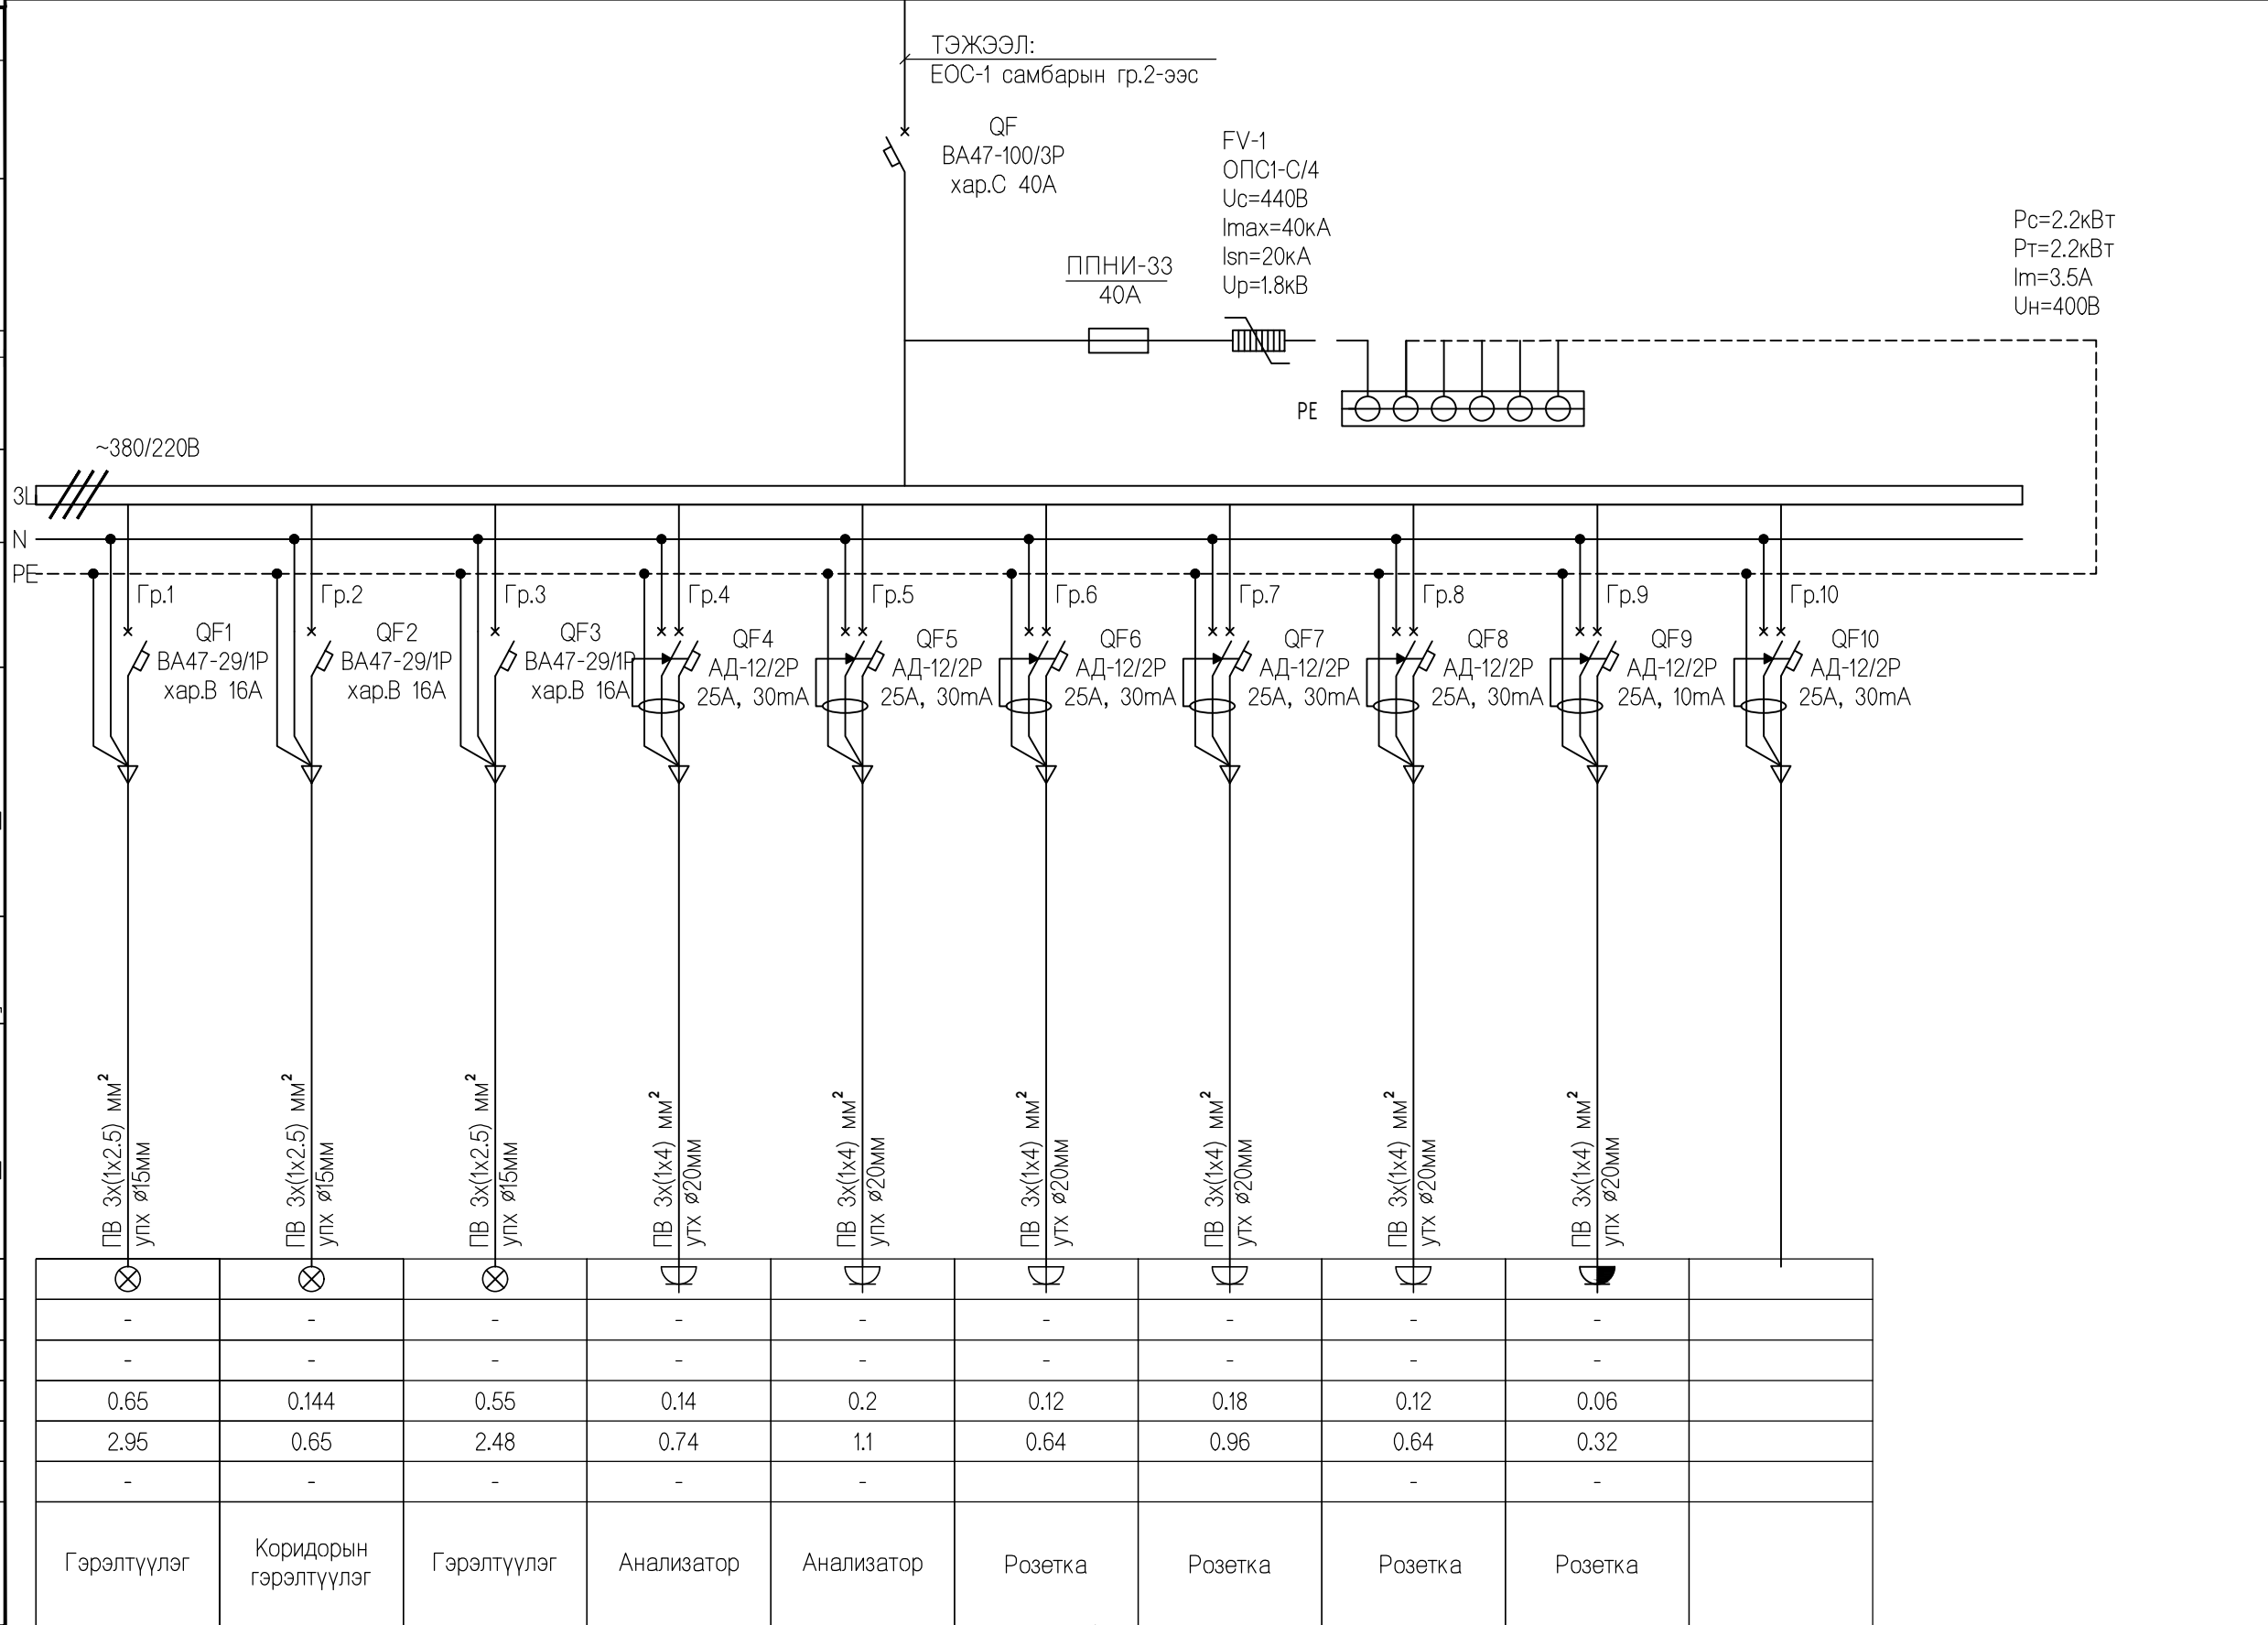 ТЭЖЭЭЛ:
ЕОС-1 самбарын гр.2-ээс
QF
ВА47-100/3Р
хар.С 40А
FV-1
ОПС1-С/4
Uc=440В
Imax=40кА
Isn=20кА
Up=1.8кВ
ППНИ-33
40А
Рс=2.2кВт
Рт=2.2кВт
Im=3.5А
Uн=400В
PE
~380/220В
3L
N
PE
Гр.1 Гр.2 Гр.3 Гр.4 Гр.5 Гр.6 Гр.7 Гр.8 Гр.9 Гр.10
QF1
ВА47-29/1Р
хар.В 16А
QF2
ВА47-29/1Р
хар.В 16А
QF3
ВА47-29/1Р
хар.В 16А
QF4
АД-12/2Р
25А, 30mA
QF5
АД-12/2Р
25А, 30mA
QF6
АД-12/2Р
25А, 30mA
QF7
АД-12/2Р
25А, 30mA
QF8
АД-12/2Р
25А, 30mA
QF9
АД-12/2Р
25А, 10mA
QF10
АД-12/2Р
25А, 30mA
ПВ 3х(1х2.5) мм²
упх ø15мм
ПВ 3х(1х2.5) мм²
упх ø15мм
ПВ 3х(1х2.5) мм²
упх ø15мм
ПВ 3х(1х4) мм²
утх ø20мм
ПВ 3х(1х4) мм²
упх ø20мм
ПВ 3х(1х4) мм²
утх ø20мм
ПВ 3х(1х4) мм²
утх ø20мм
ПВ 3х(1х4) мм²
утх ø20мм
ПВ 3х(1х4) мм²
упх ø20мм
- - - - - - - - -
- - - - - - - - -
0.65 0.144 0.55 0.14 0.2 0.12 0.18 0.12 0.06
2.95 0.65 2.48 0.74 1.1 0.64 0.96 0.64 0.32
- - - - - - -
Гэрэлтүүлэг
Коридорын
гэрэлтүүлэг
Гэрэлтүүлэг
Анализатор
Анализатор
Розетка
Розетка
Розетка
Розетка